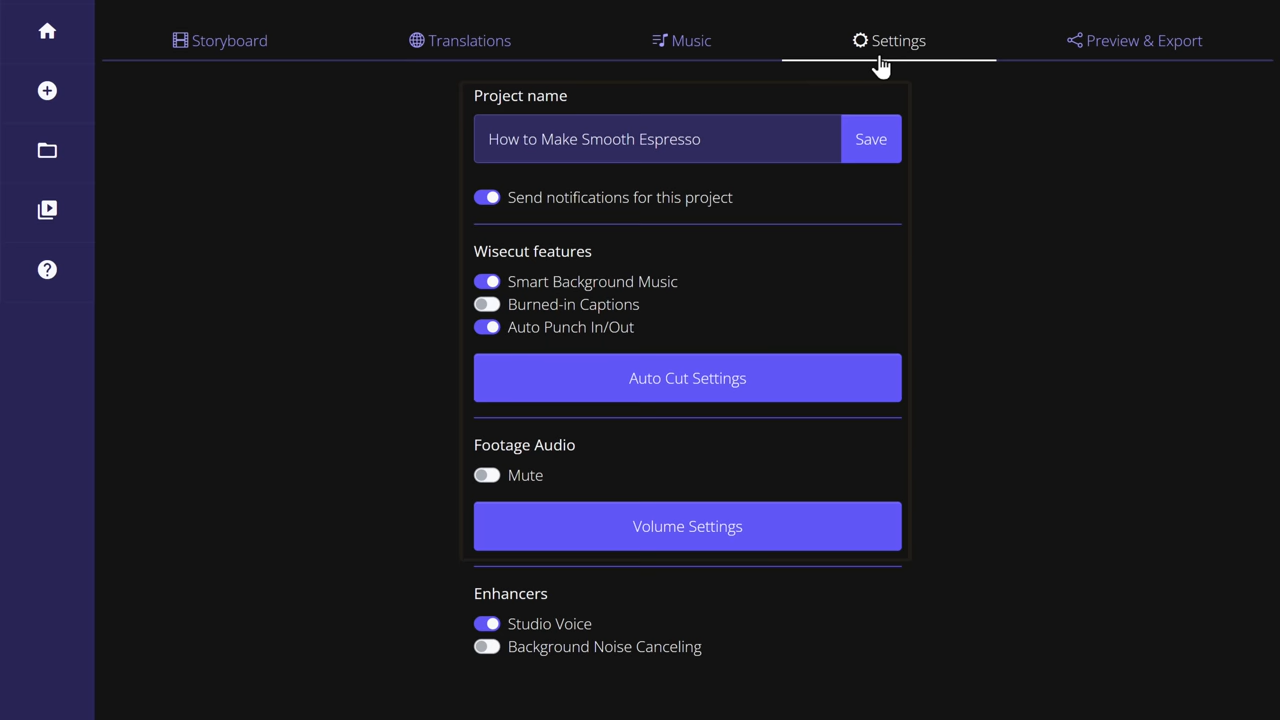 Storyboard
Translations
Music
Settings
Preview & Export
Project name
How to Make Smooth Espresso
Save
Send notifications for this project
Wisecut features
Smart Background Music
Burned-in Captions
Auto Punch In/Out
Auto Cut Settings
Footage Audio
Mute
Volume Settings
Enhancers
Studio Voice
Background Noise Canceling